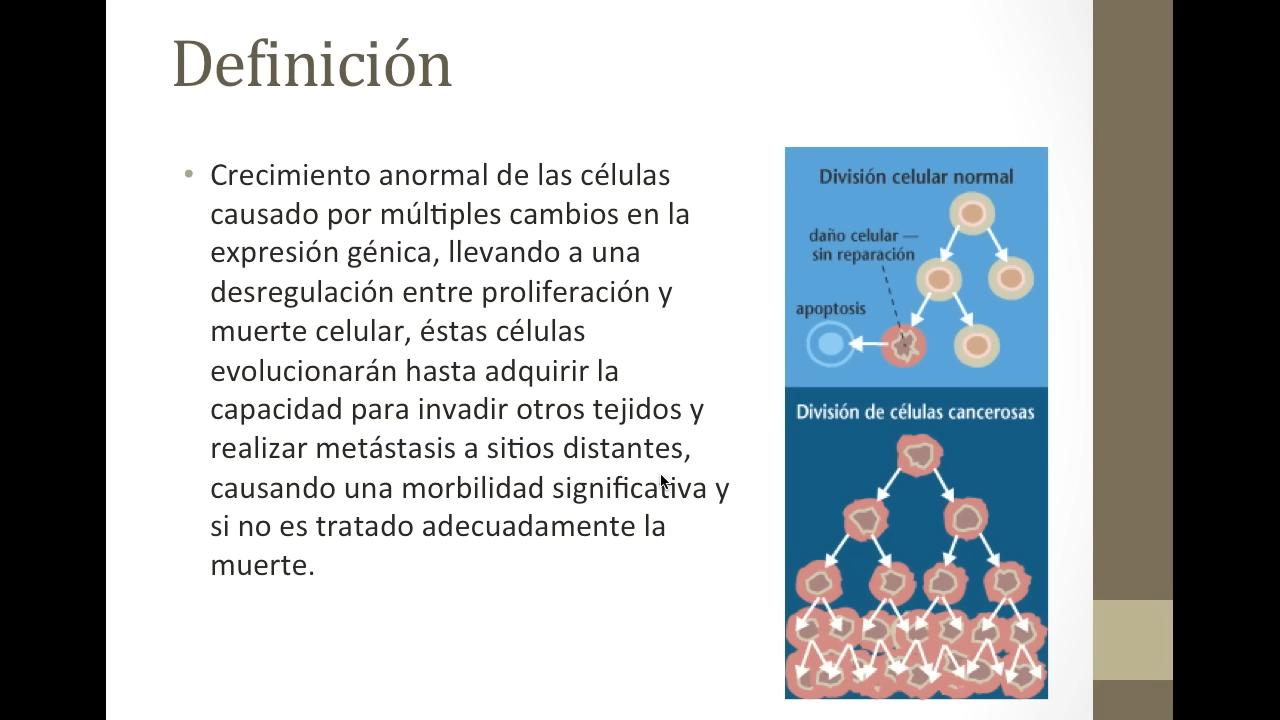 Definición
• Crecimiento anormal de las células
causado por múltiples cambios en la
expresión génica, llevando a una
desregulación entre proliferación y
muerte celular, éstas células
evolucionarán hasta adquirir la
capacidad para invadir otros tejidos y
realizar metástasis a sitios distantes,
causando una morbilidad significativa y
si no es tratado adecuadamente la
muerte.
División celular normal
daño celular —
sin reparación
apoptosis
División de células cancerosas